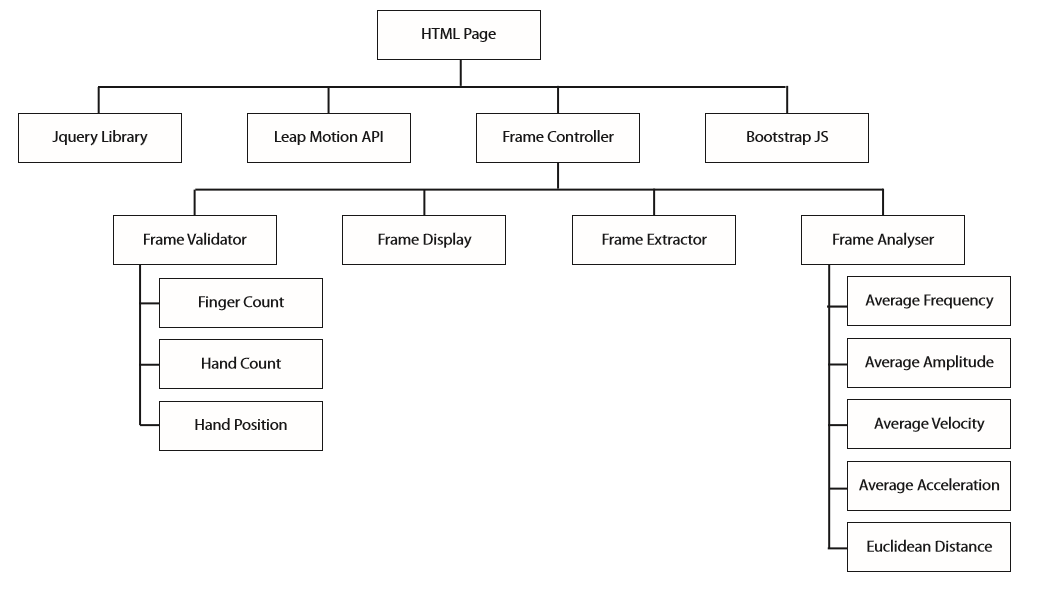 HTML Page
Jquery Library
Leap Motion API
Frame Controller
Bootstrap JS
Frame Validator
Frame Display
Frame Extractor
Frame Analyser
Finger Count
Hand Count
Hand Position
Average Frequency
Average Amplitude
Average Velocity
Average Acceleration
Euclidean Distance